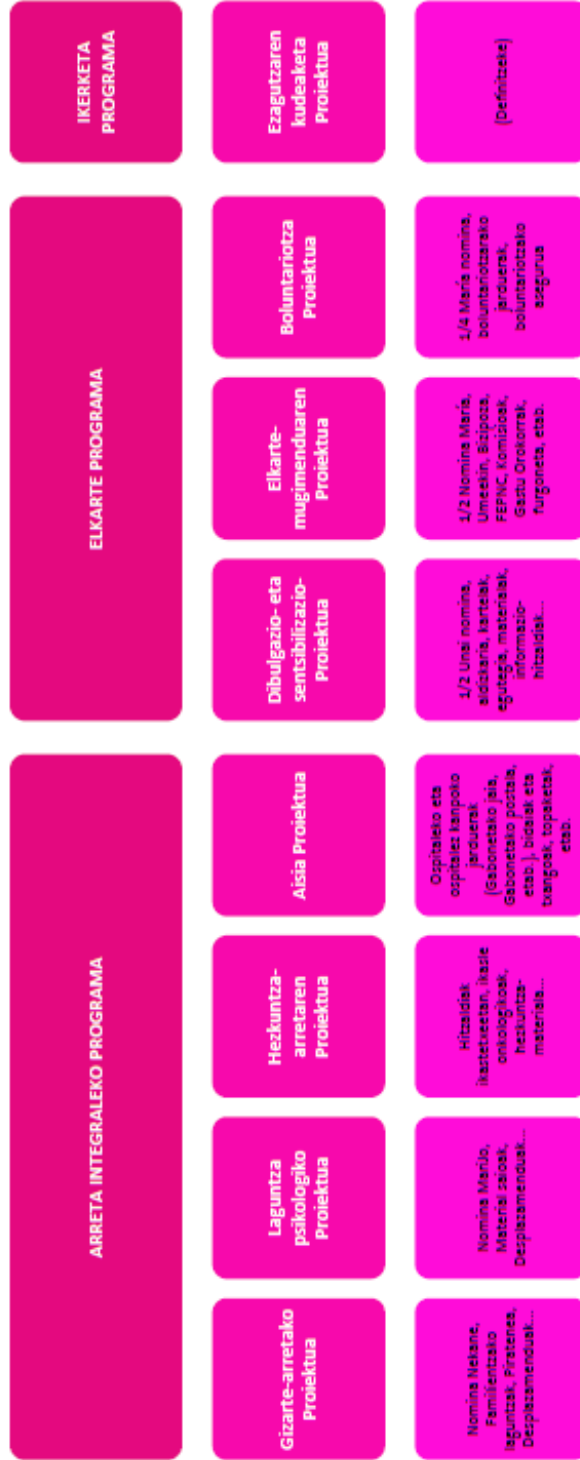 ARRETA INTEGRALEKO PROGRAMA
ELKARTE PROGRAMA
IKERKETA
PROGRAMA
Gizarte-arretako
Proiektua
Laguntza
psikologiko
Proiektua
Hezkuntza-
arretaren
Proiektua
Aisia Proiektua
Dibulgazio- eta
sentsibilizazio-
Proiektua
Elkarte-
mugimenduaren
Proiektua
Boluntariotza
Proiektua
Ezagutzaren
kudeaketa
Proiektua
Nomina Nekane,
Familientzako
laguntzak, Piratenea,
Desplazamenduak...
Nomina MariJo,
Material saioak,
Desplazamenduak...
Hitzaldiak
ikastetxeetan, ikasle
onkologikoak,
hezkuntza-
materiala...
Ospitaleko eta
ospitalez kanpoko
jarduerak
(Gabonetako jaia,
Gabonetako postala,
etab.), bidaiak eta
txangoak, topaketak,
etab.
1/2 Unai nomina,
aldizkaria, kartelak,
egutegia, materialak,
informazio-
hitzaldiak...
1/2 Nomina María,
Umeekin, Bizipoza,
FEPNC, Komisioak,
Gastu Orokorrak,
furgoneta, etab.
1/4 María nomina,
boluntariotzarako
jarduerak,
boluntariotzako
asegurua
(Definitzeke)